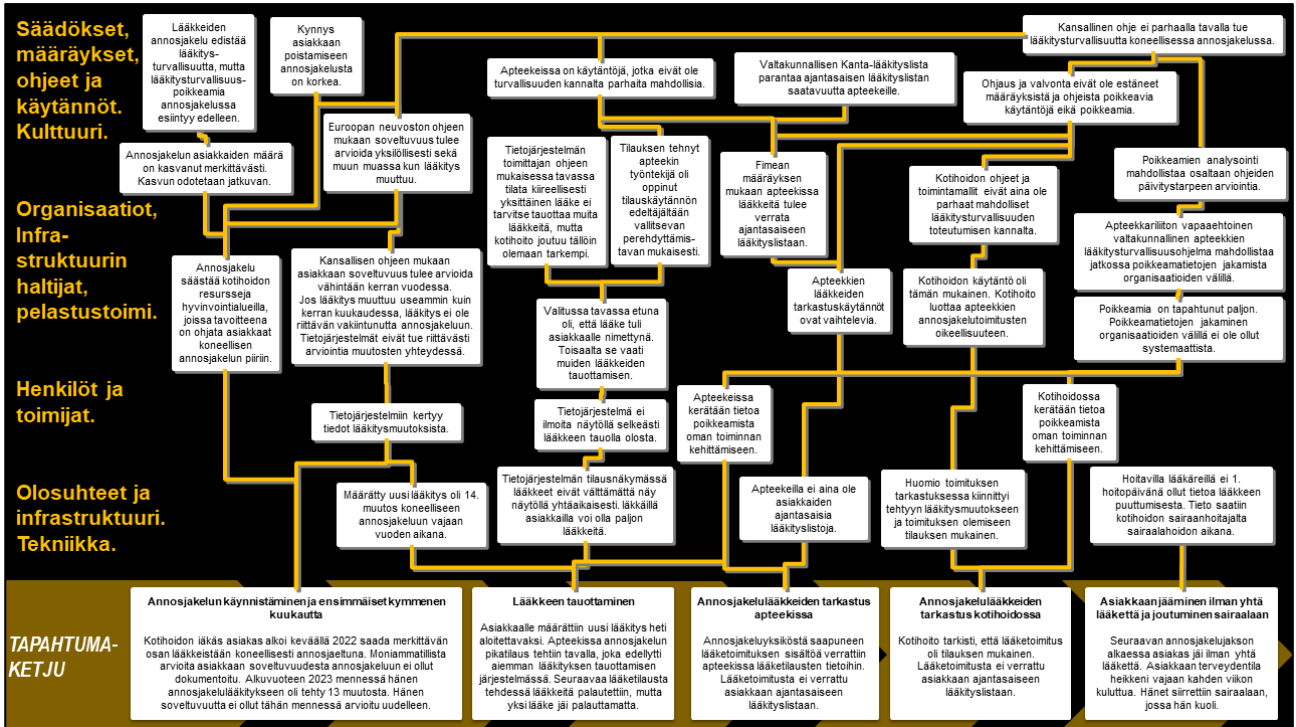 Säädökset,
määräykset,
ohjeet ja
käytännöt.
Kulttuuri.
Lääkkeiden
annosjakelu edistää
lääkitys-
turvallisuutta, mutta
lääkitysturvallisuus-
poikkeamia
annosjakelussa
esiintyy edelleen.
Kynnys
asiakkaan
poistamiseen
annosjakelusta
on korkea.
Kansallinen ohje ei parhaalla tavalla tue
lääkitysturvallisuutta koneellisessa annosjakelussa.
Apteekeissa on käytäntöjä, jotka eivät ole
turvallisuuden kannalta parhaita mahdollisia.
Valtakunnallisen Kanta-lääkityslista
parantaa ajantasaisen lääkityslistan
saatavuutta apteekeille.
Ohjaus ja valvonta eivät ole estäneet
määräyksistä ja ohjeista poikkeavia
käytäntöjä eikä poikkeamia.
Annosjakelun asiakkaiden määrä
on kasvanut merkittävästi.
Kasvun odotetaan jatkuvan.
Euroopan neuvoston ohjeen
mukaan soveltuvuus tulee
arvioida yksilöllisesti sekä
muun muassa kun lääkitys
muuttuu.
Tietojärjestelmän
toimittajan ohjeen
mukaisessa tavassa
tilata kiireellisesti
yksittäinen lääke ei
tarvitse tauottaa muita
lääkkeitä, mutta
kotihoito joutuu tällöin
olemaan tarkempi.
Tilauksen tehnyt
apteekin
työntekijä oli
oppinut
tilauskäytännön
edeltäjältään
vallitsevan
perehdyttämis-
tavan mukaisesti.
Fimean
määräyksen
mukaan apteekissa
lääkkeitä tulee
verrata
ajantasaiseen
lääkityslistaan.
Kotihoidon ohjeet ja
toimintamallit eivät aina ole
parhaat mahdolliset
lääkitysturvallisuuden
toteutumisen kannalta.
Poikkeamien analysointi
mahdollistaa osaltaan ohjeiden
päivitystarpeen arviointia.
Organisaatiot,
Infra-
struktuurin
haltijat,
pelastustoimi.
Annosjakelu
säästää kotihoidon
resursseja
hyvinvointialueilla,
joissa tavoitteena
on ohjata asiakkaat
koneellisen
annosjakelun piiriin.
Kansallisen ohjeen mukaan
asiakkaan soveltuvuus tulee arvioida
vähintään kerran vuodessa.
Jos lääkitys muuttuu useammin kuin
kerran kuukaudessa, lääkitys ei ole
riittävän vakiintunutta annosjakeluun.
Tietojärjestelmät eivät tue riittävästi
arviointia muutosten yhteydessä.
Valitussa tavassa etuna
oli, että lääke tuli
asiakkaalle nimettynä.
Toisaalta se vaati
muiden lääkkeiden
tauottamisen.
Apteekkien
lääkkeiden
tarkastuskäytännöt
ovat vaihtelevia.
Kotihoidon käytäntö oli
tämän mukainen. Kotihoito
luottaa apteekkien
annosjakelutoimitusten
oikeellisuuteen.
Apteekkariliiton vapaaehtoinen
valtakunnallinen apteekkien
lääkitysturvallisuusohjelma mahdollistaa
jatkossa poikkeamatietojen jakamista
organisaatioiden välillä.
Poikkeamia on tapahtunut paljon.
Poikkeamatietojen jakaminen
organisaatioiden välillä ei ole ollut
systemaattista.
Henkilöt ja
toimijat.
Tietojärjestelmiin kertyy
tiedot lääkitysmuutoksista.
Tietojärjestelmä ei
ilmoita näytöllä selkeästi
lääkkeen tauolla olosta.
Apteekeissa
kerätään tietoa
poikkeamista
oman toiminnan
kehittämiseen.
Kotihoidossa
kerätään tietoa
poikkeamista
oman toiminnan
kehittämiseen.
Olosuhteet ja
infrastruktuuri.
Tekniikka.
Määrätty uusi lääkitys oli 14.
muutos koneelliseen
annosjakeluun vajaan
vuoden aikana.
Tietojärjestelmän tilausnäkymässä
lääkkeet eivät välttämättä näy
näytöllä yhtäaikaisesti. Iäkkäillä
asiakkailla voi olla paljon
lääkkeitä.
Apteekeilla ei aina ole
asiakkaiden
ajantasaisia
lääkityslistoja.
Huomio toimituksen
tarkastuksessa kiinnittyi
tehtyyn lääkitysmuutokseen
ja toimituksen olemiseen
tilauksen mukainen.
Hoitavilla lääkäreillä ei 1.
hoitopäivänä ollut tietoa lääkkeen
puuttumisesta. Tieto saatiin
kotihoidon sairaanhoitajalta
sairaalahoidon aikana.
TAPAHTUMA-
KETJU
Annosjakelun käynnistäminen ja ensimmäiset kymmenen
kuukautta
Kotihoidon iäkäs asiakas alkoi keväällä 2022 saada merkittävän
osan lääkkeistään koneellisesti annosjaeltuna. Moniammatillista
arvioita asiakkaan soveltuvuudesta annosjakeluun ei ollut
dokumentoitu. Alkuvuoteen 2023 mennessä hänen
annosjakelulääkitykseen oli tehty 13 muutosta. Hänen
soveltuvuutta ei ollut tähän mennessä arvioitu uudelleen.
Lääkkeen tauottaminen
Asiakkaalle määrättiin uusi lääkitys heti
aloitettavaksi. Apteekissa annosjakelun
pikatilaus tehtiin tavalla, joka edellytti
aiemman lääkityksen tauottamisen
järjestelmässä. Seuraavaa lääketilausta
tehdessä lääkkeitä palautettiin, mutta
yksi lääke jäi palauttamatta.
Annosjakelulääkkeiden tarkastus
apteekissa
Annosjakeluyksiköstä saapuneen
lääketoimituksen sisältöä verrattiin
apteekissa lääketilausten tietoihin.
Lääketoimitusta ei verrattu
asiakkaan ajantasaiseen
lääkityslistaan.
Annosjakelulääkkeiden
tarkastus kotihoidossa
Kotihoito tarkisti, että lääketoimitus
oli tilauksen mukainen.
Lääketoimitusta ei verrattu
asiakkaan ajantasaiseen
lääkityslistaan.
Asiakkaan jääminen ilman yhtä
lääkettä ja joutuminen sairaalaan
Seuraavan annosjakelujakson
alkaessa asiakas jäi ilman yhtä
lääkettä. Asiakkaan terveydentila
heikkeni vajaan kahden viikon
kuluttua. Hänet siirrettiin sairaalaan,
jossa hän kuoli.